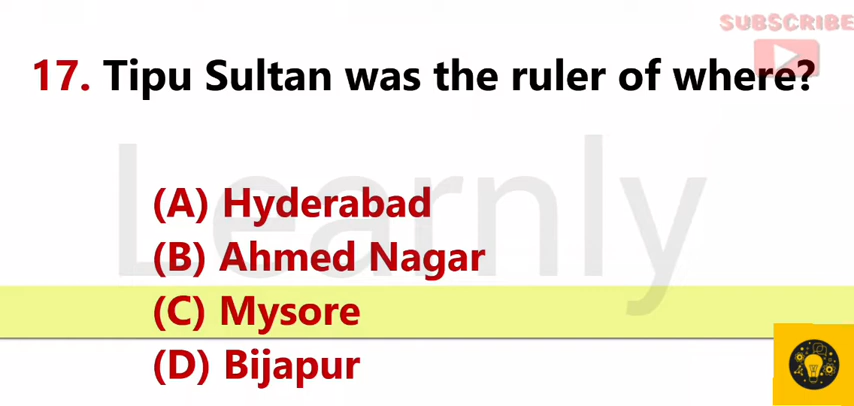 SUBSCRIBE
17. Tipu Sultan was the ruler of where?
Learnly
(A) Hyderabad
(B) Ahmed Nagar
(C) Mysore
(D) Bijapur